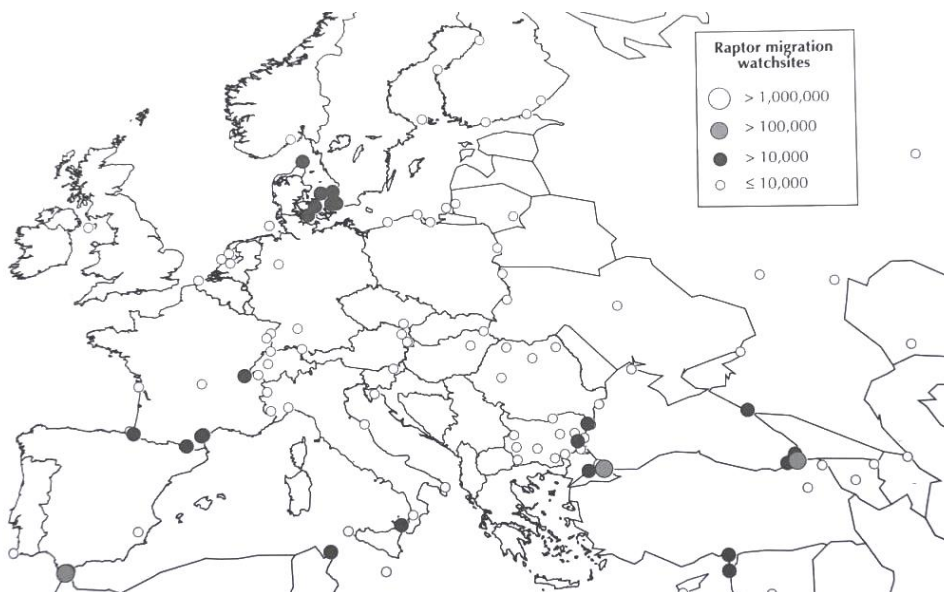 Raptor migration
watchsites
> 1,000,000
> 100,000
> 10,000
≤ 10,000